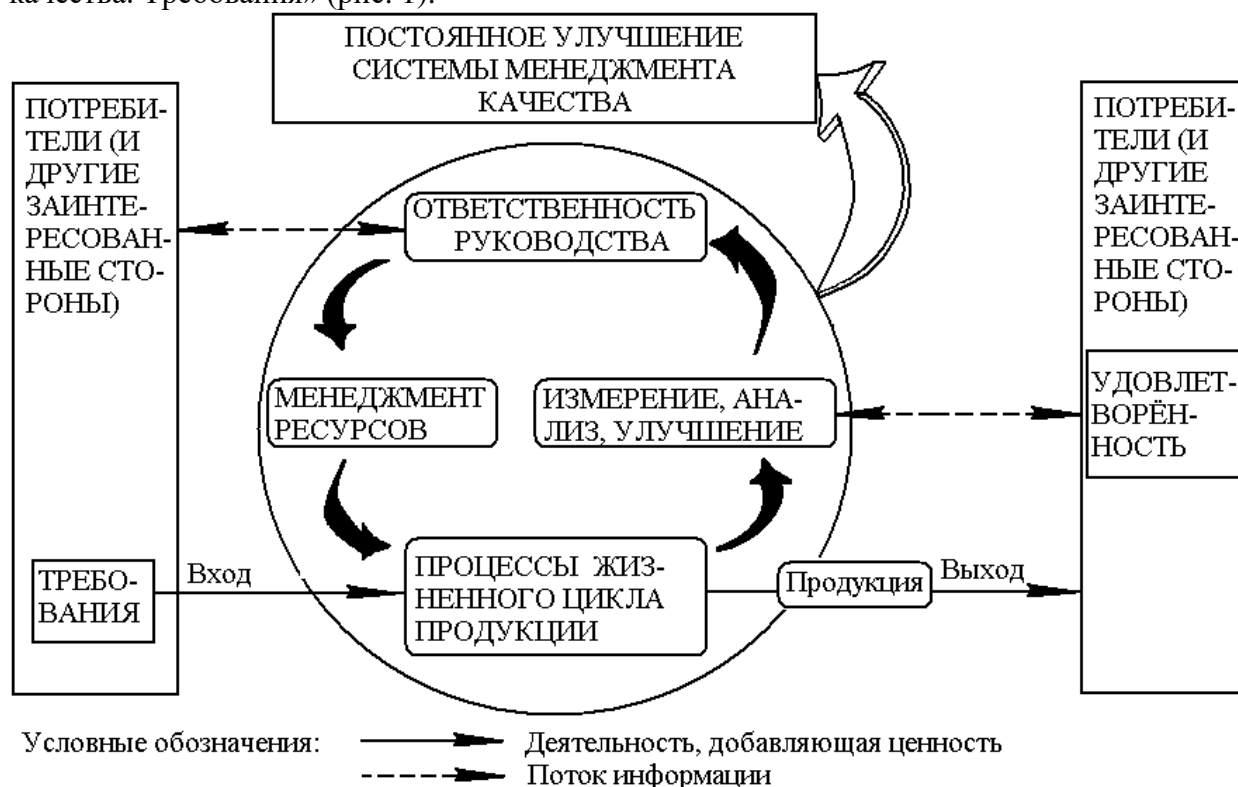 качества. Требования» (рис. 1).
ПОСТОЯННОЕ УЛУЧШЕНИЕ
СИСТЕМЫ МЕНЕДЖМЕНТА
КАЧЕСТВА
ПОТРЕБИ-
ТЕЛИ (И
ДРУГИЕ
ЗАИНТЕ-
РЕСОВАН-
НЫЕ СТО-
РОНЫ)
ТРЕБО-
ВАНИЯ
Вход
ОТВЕТСТВЕННОСТЬ
РУКОВОДСТВА
МЕНЕДЖМЕНТ
РЕСУРСОВ
ИЗМЕРЕНИЕ, АНА-
ЛИЗ, УЛУЧШЕНИЕ
ПРОЦЕССЫ ЖИЗ-
НЕННОГО ЦИКЛА
ПРОДУКЦИИ
Продукция
Выход
ПОТРЕБИ-
ТЕЛИ (И
ДРУГИЕ
ЗАИНТЕ-
РЕСОВАН-
НЫЕ СТО-
РОНЫ)
УДОВЛЕТ-
ВОРЁН-
НОСТЬ
Условные обозначения:
Деятельность, добавляющая ценность
Поток информации